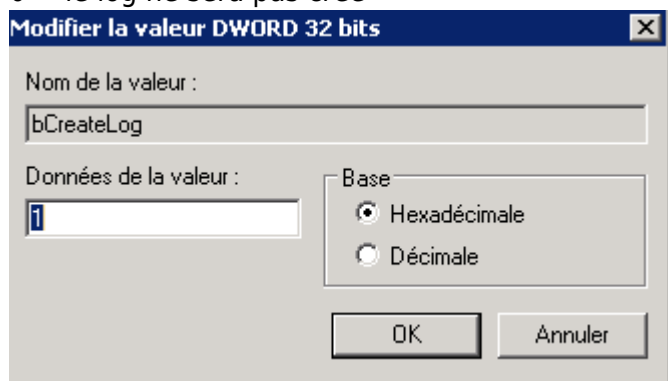 Modifier la valeur DWORD 32 bits
Nom de la valeur :
bCreateLog
Données de la valeur :
1
Base
Hexadécimale
Décimale
OK
Annuler